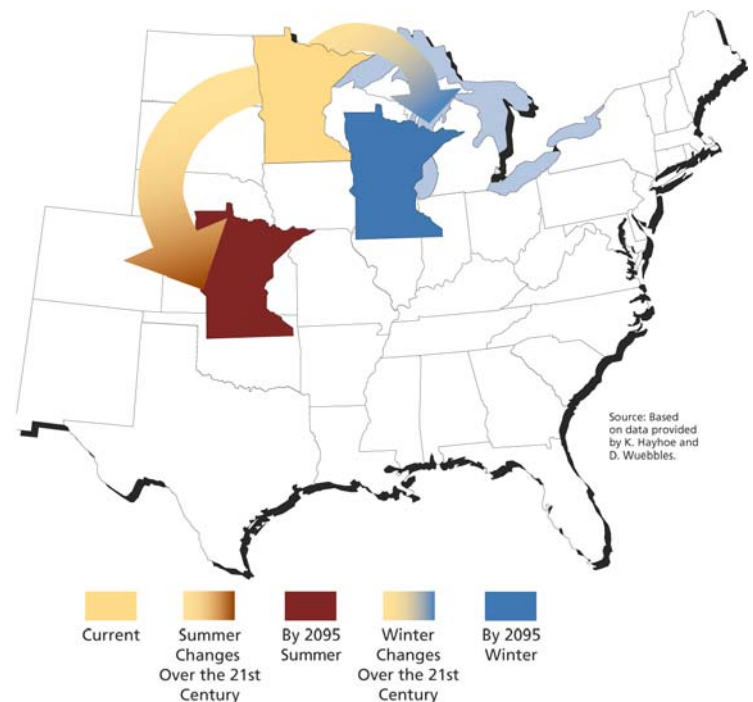 Source: Based
on data provided
by K. Hayhoe and
D. Wuebbles.
Current
Summer
Changes
Over the 21st
Century
By 2095
Summer
Winter
Changes
Over the 21st
Century
By 2095
Winter